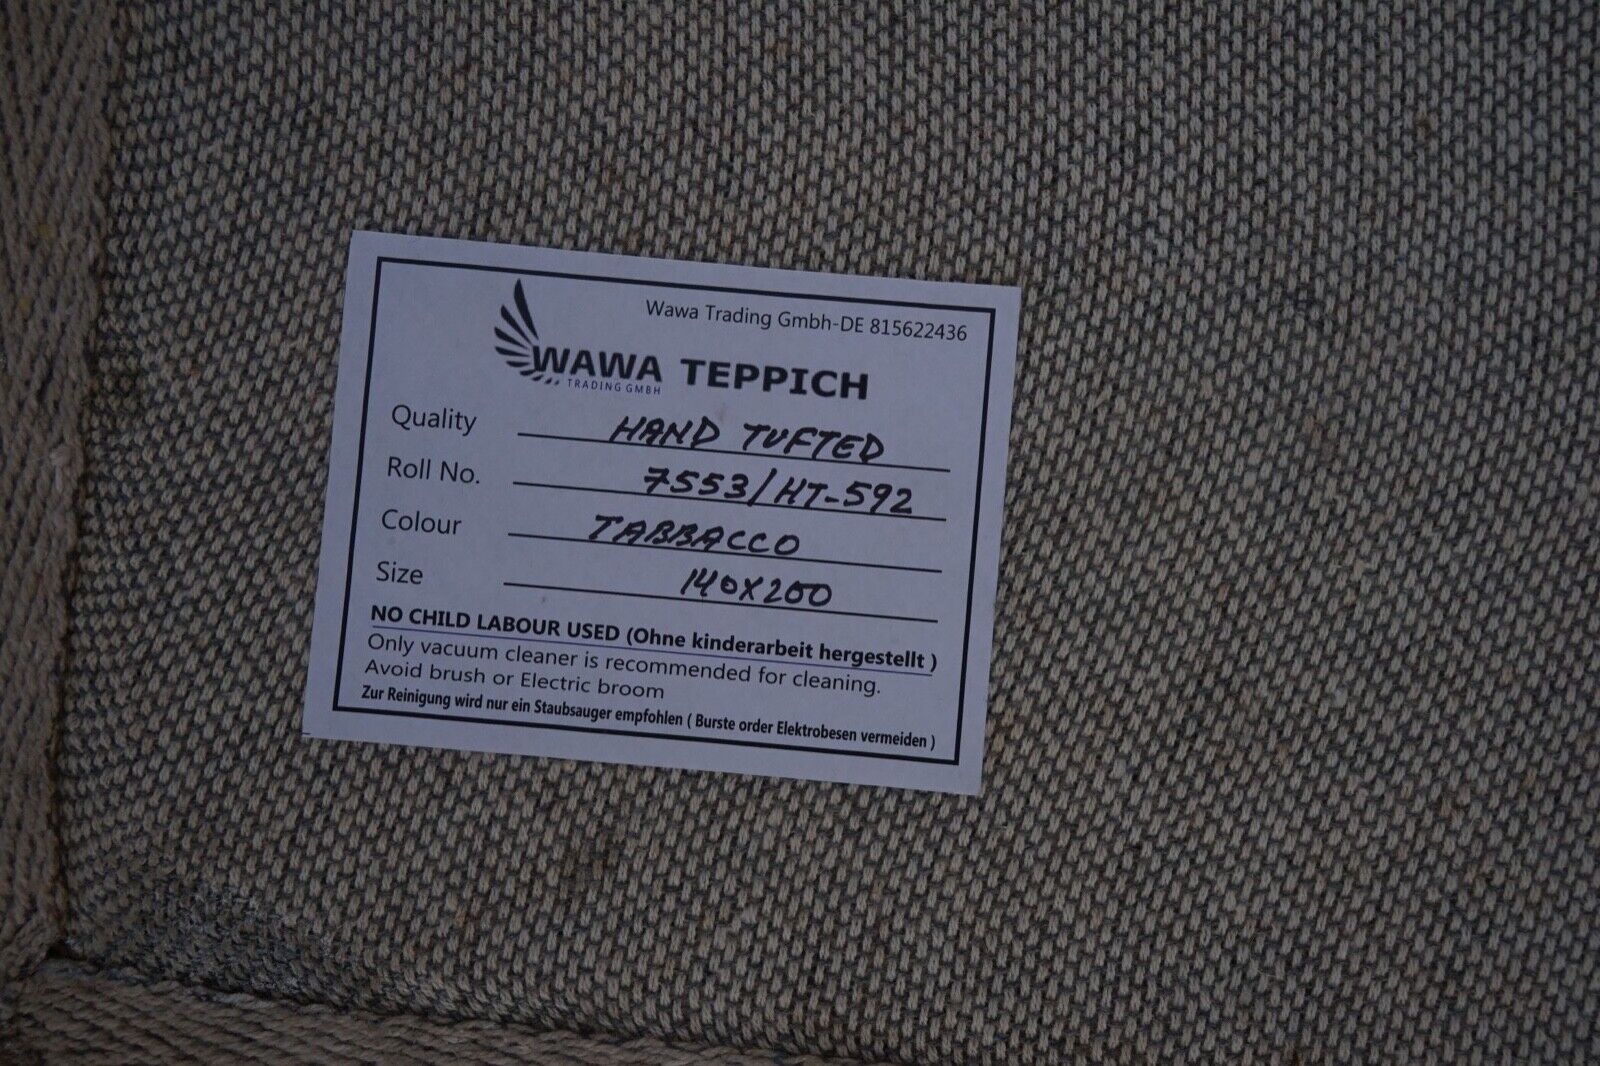 Wawa Trading Gmbh-DE 815622436
WAWA TEPPICH
TRADING GMBH
Quality HAND TUFTED
Roll No. 7553/HT-592
Colour TABBACCO
Size 140X200
NO CHILD LABOUR USED (Ohne kinderarbeit hergestellt )
Only vacuum cleaner is recommended for cleaning.
Avoid brush or Electric broom
Zur Reinigung wird nur ein Staubsauger empfohlen ( Burste order Elektrobesen vermeiden )